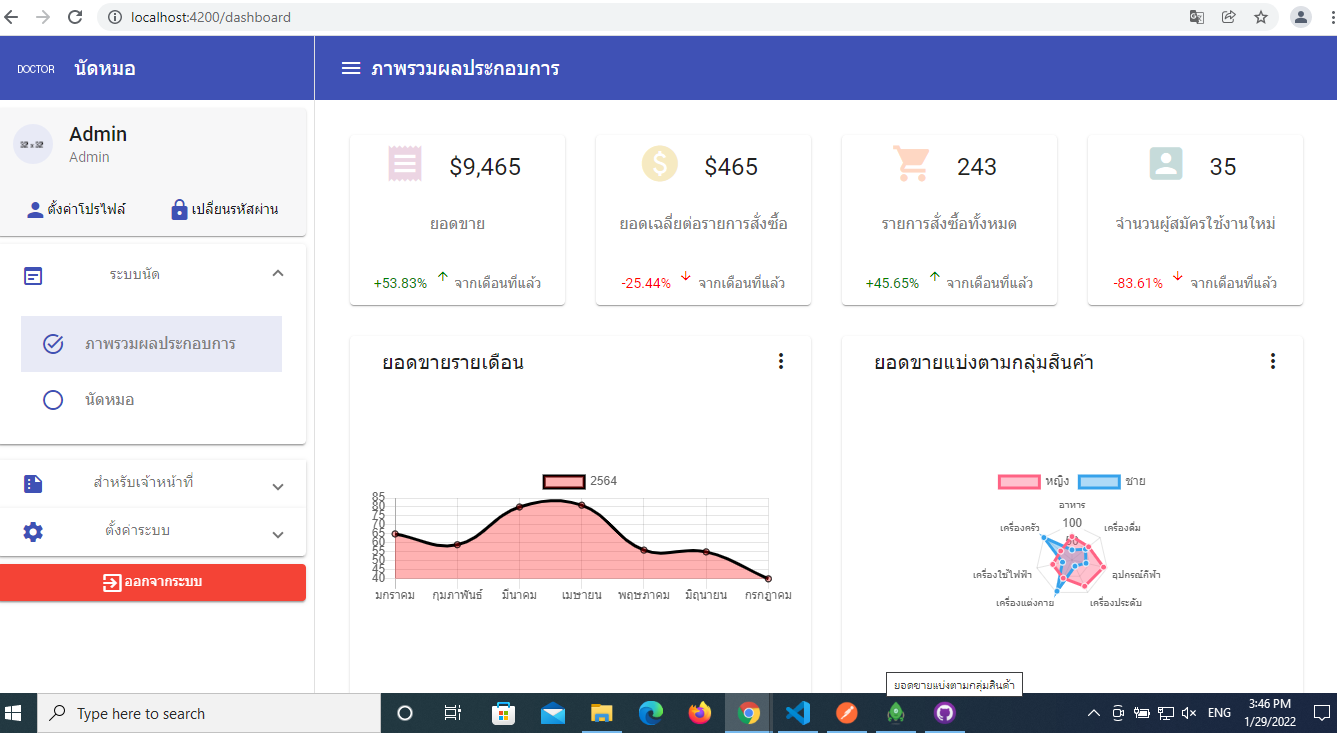 localhost:4200/dashboard
DOCTOR นัดหมอ
ภาพรวมผลประกอบการ
32 x 32
Admin
Admin
ตั้งค่าโปรไฟล์
เปลี่ยนรหัสผ่าน
ระบบนัด
ภาพรวมผลประกอบการ
นัดหมอ
สำหรับเจ้าหน้าที่
ตั้งค่าระบบ
ออกจากระบบ
$9,465
ยอดขาย
+53.83% จากเดือนที่แล้ว
$465
ยอดเฉลี่ยต่อรายการสั่งซื้อ
-25.44% จากเดือนที่แล้ว
243
รายการสั่งซื้อทั้งหมด
+45.65% จากเดือนที่แล้ว
35
จำนวนผู้สมัครใช้งานใหม่
-83.61% จากเดือนที่แล้ว
ยอดขายรายเดือน
2564
85
80
75
70
65
60
55
50
45
40
มกราคม กุมภาพันธ์ มีนาคม เมษายน พฤษภาคม มิถุนายน กรกฎาคม
ยอดขายแบ่งตามกลุ่มสินค้า
หญิง ชาย
อาหาร
100
เครื่องครัว เครื่องดื่ม
50
เครื่องใช้ไฟฟ้า อุปกรณ์กีฬา
เครื่องแต่งกาย เครื่องประดับ
ยอดขายแบ่งตามกลุ่มสินค้า
Type here to search
ENG
3:46 PM
1/29/2022